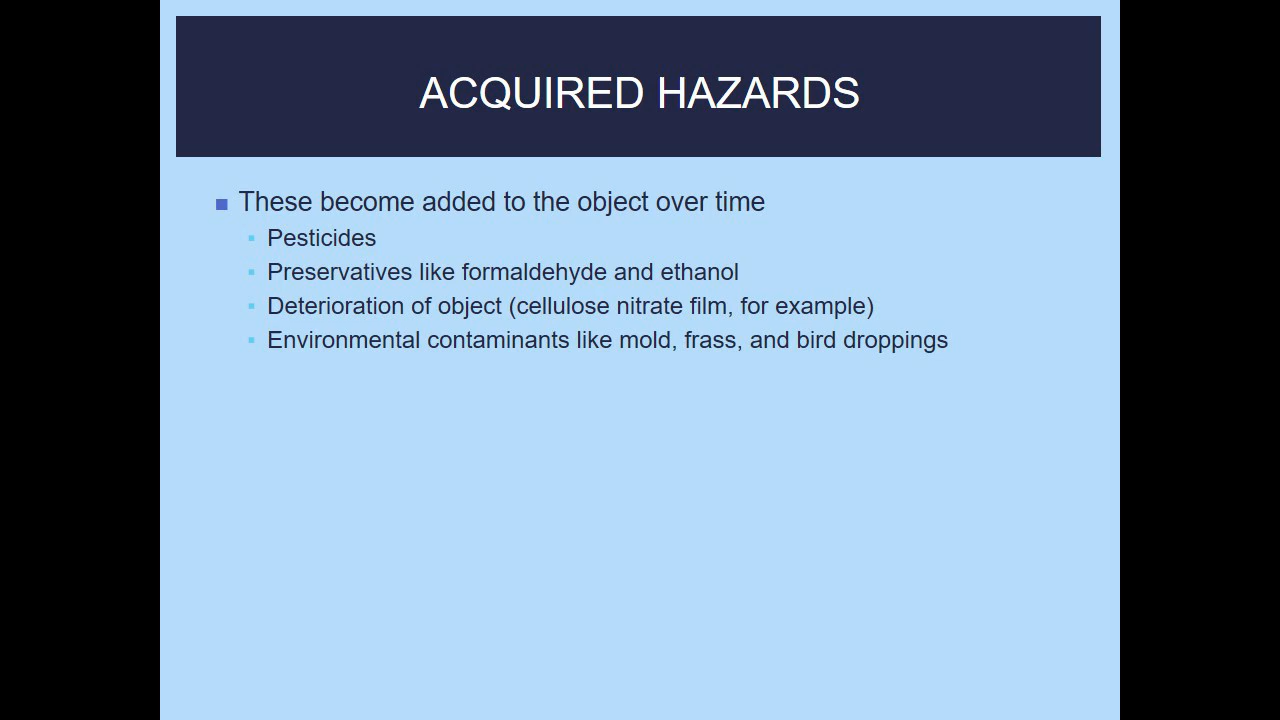 ACQUIRED HAZARDS
These become added to the object over time
Pesticides
Preservatives like formaldehyde and ethanol
Deterioration of object (cellulose nitrate film, for example)
Environmental contaminants like mold, frass, and bird droppings